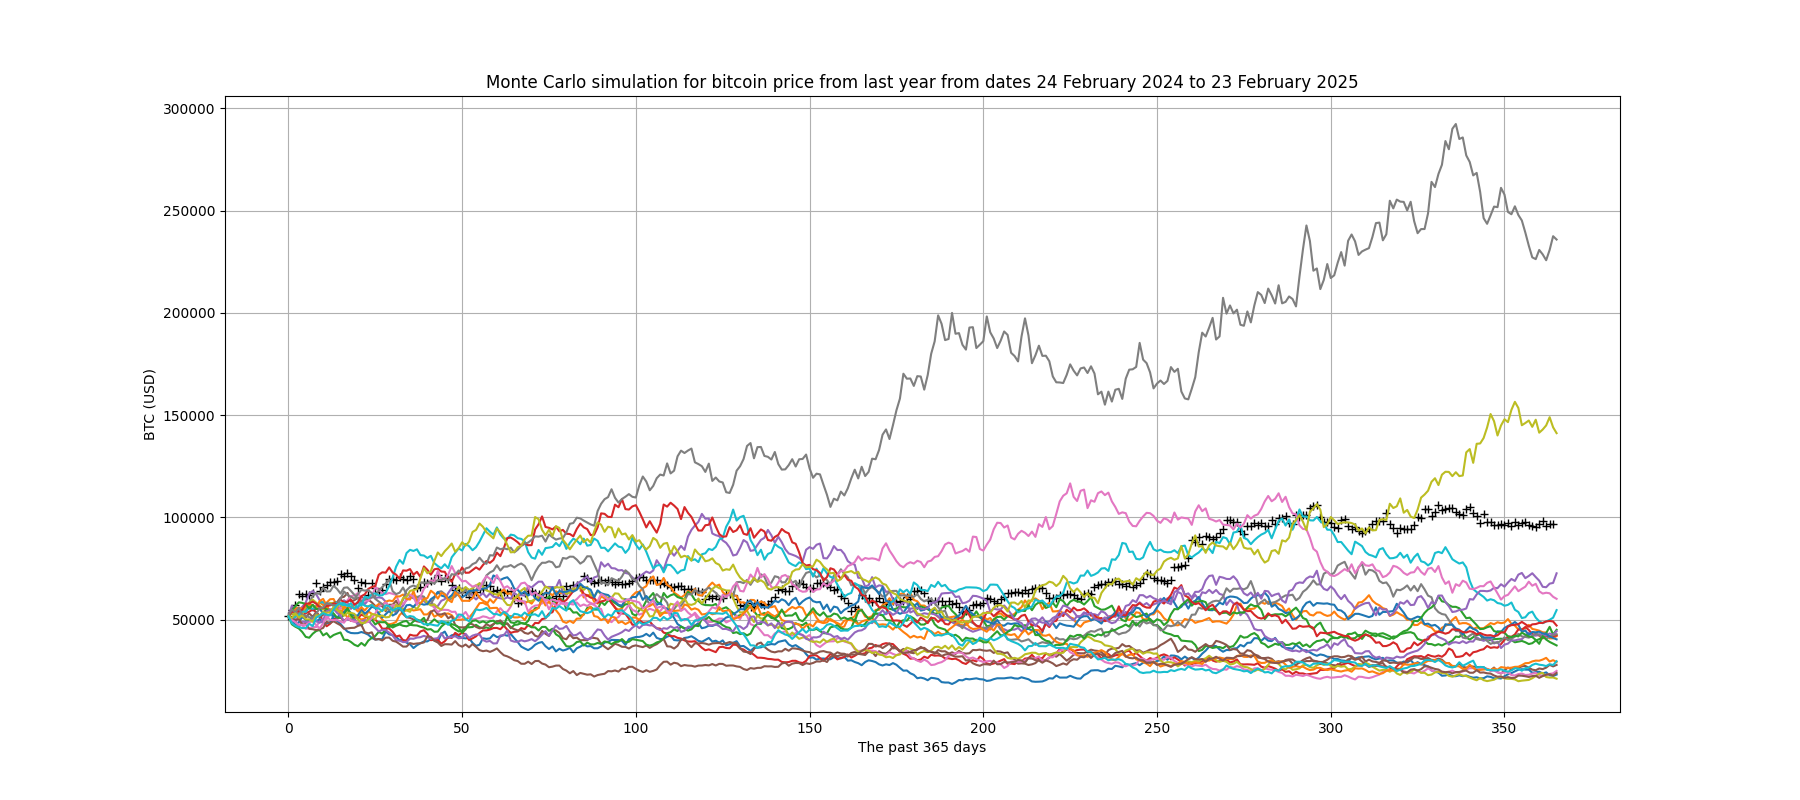 Monte Carlo simulation for bitcoin price from last year from dates 24 February 2024 to 23 February 2025
300000
250000
200000
150000
100000
50000
BTC (USD)
0 50 100 150 200 250 300 350
The past 365 days